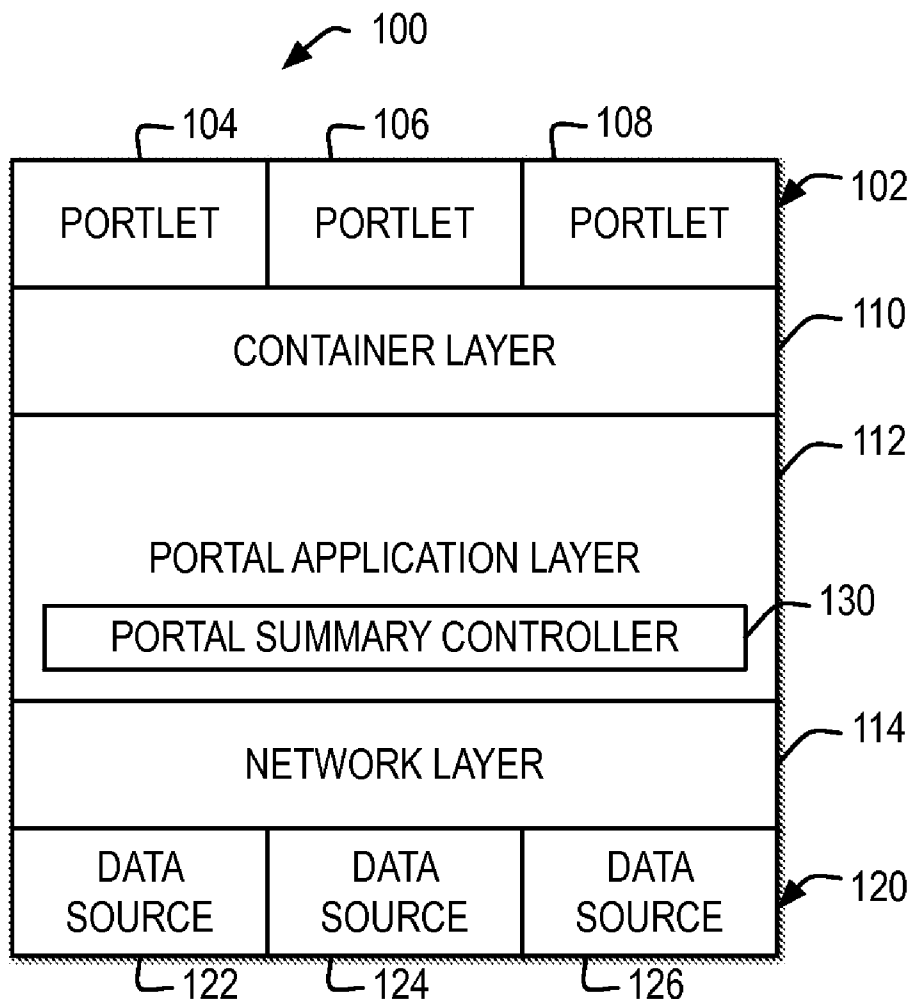 100
104 106 108
102
PORTLET PORTLET PORTLET
110
CONTAINER LAYER
112
PORTAL APPLICATION LAYER
130
PORTAL SUMMARY CONTROLLER
114
NETWORK LAYER
DATA DATA DATA
120
SOURCE SOURCE SOURCE
122 124 126